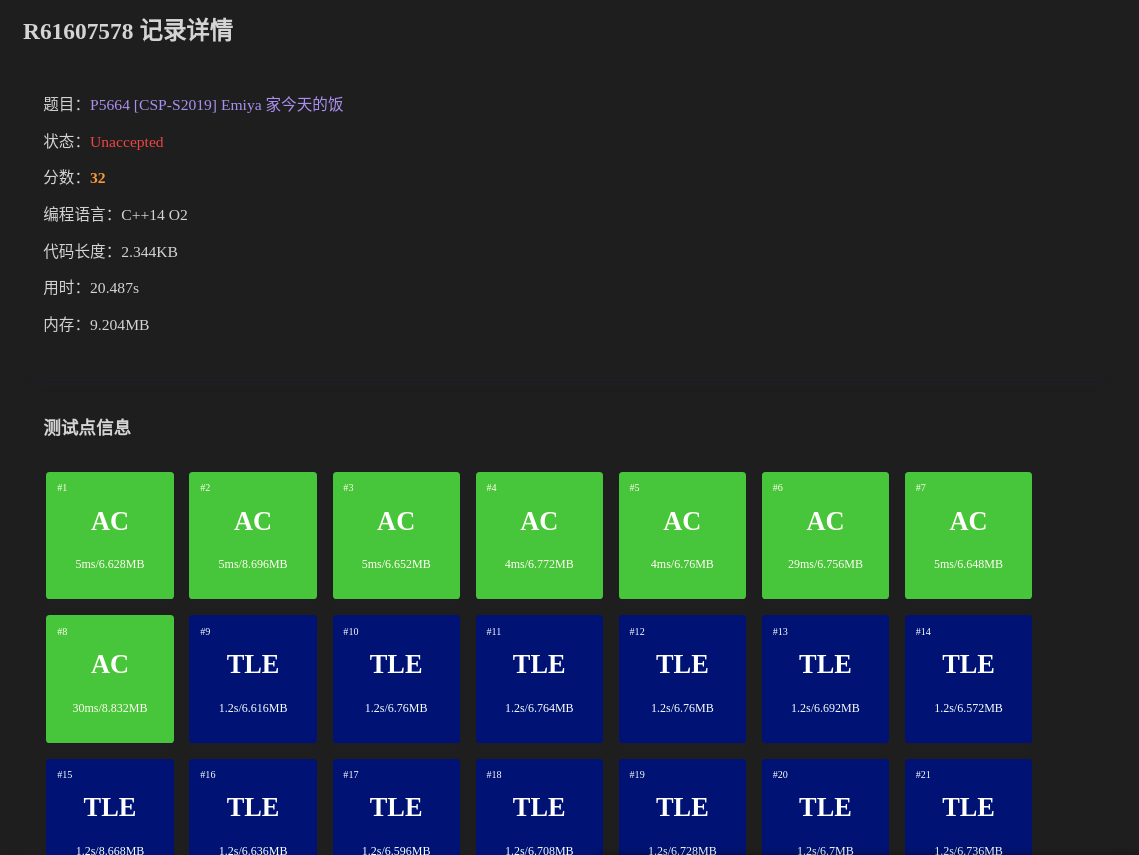 R61607578 记录详情
题目：P5664 [CSP-S2019] Emiya 家今天的饭
状态：Unaccepted
分数：32
编程语言：C++14 O2
代码长度：2.344KB
用时：20.487s
内存：9.204MB
测试点信息
#1 #2 #3 #4 #5 #6 #7
AC AC AC AC AC AC AC
5ms/6.628MB 5ms/8.696MB 5ms/6.652MB 4ms/6.772MB 4ms/6.76MB 29ms/6.756MB 5ms/6.648MB
#8 #9 #10 #11 #12 #13 #14
AC TLE TLE TLE TLE TLE TLE
30ms/8.832MB 1.2s/6.616MB 1.2s/6.76MB 1.2s/6.764MB 1.2s/6.76MB 1.2s/6.692MB 1.2s/6.572MB
#15 #16 #17 #18 #19 #20 #21
TLE TLE TLE TLE TLE TLE TLE
1.2s/8.668MB 1.2s/6.636MB 1.2s/6.596MB 1.2s/6.708MB 1.2s/6.728MB 1.2s/6.7MB 1.2s/6.736MB